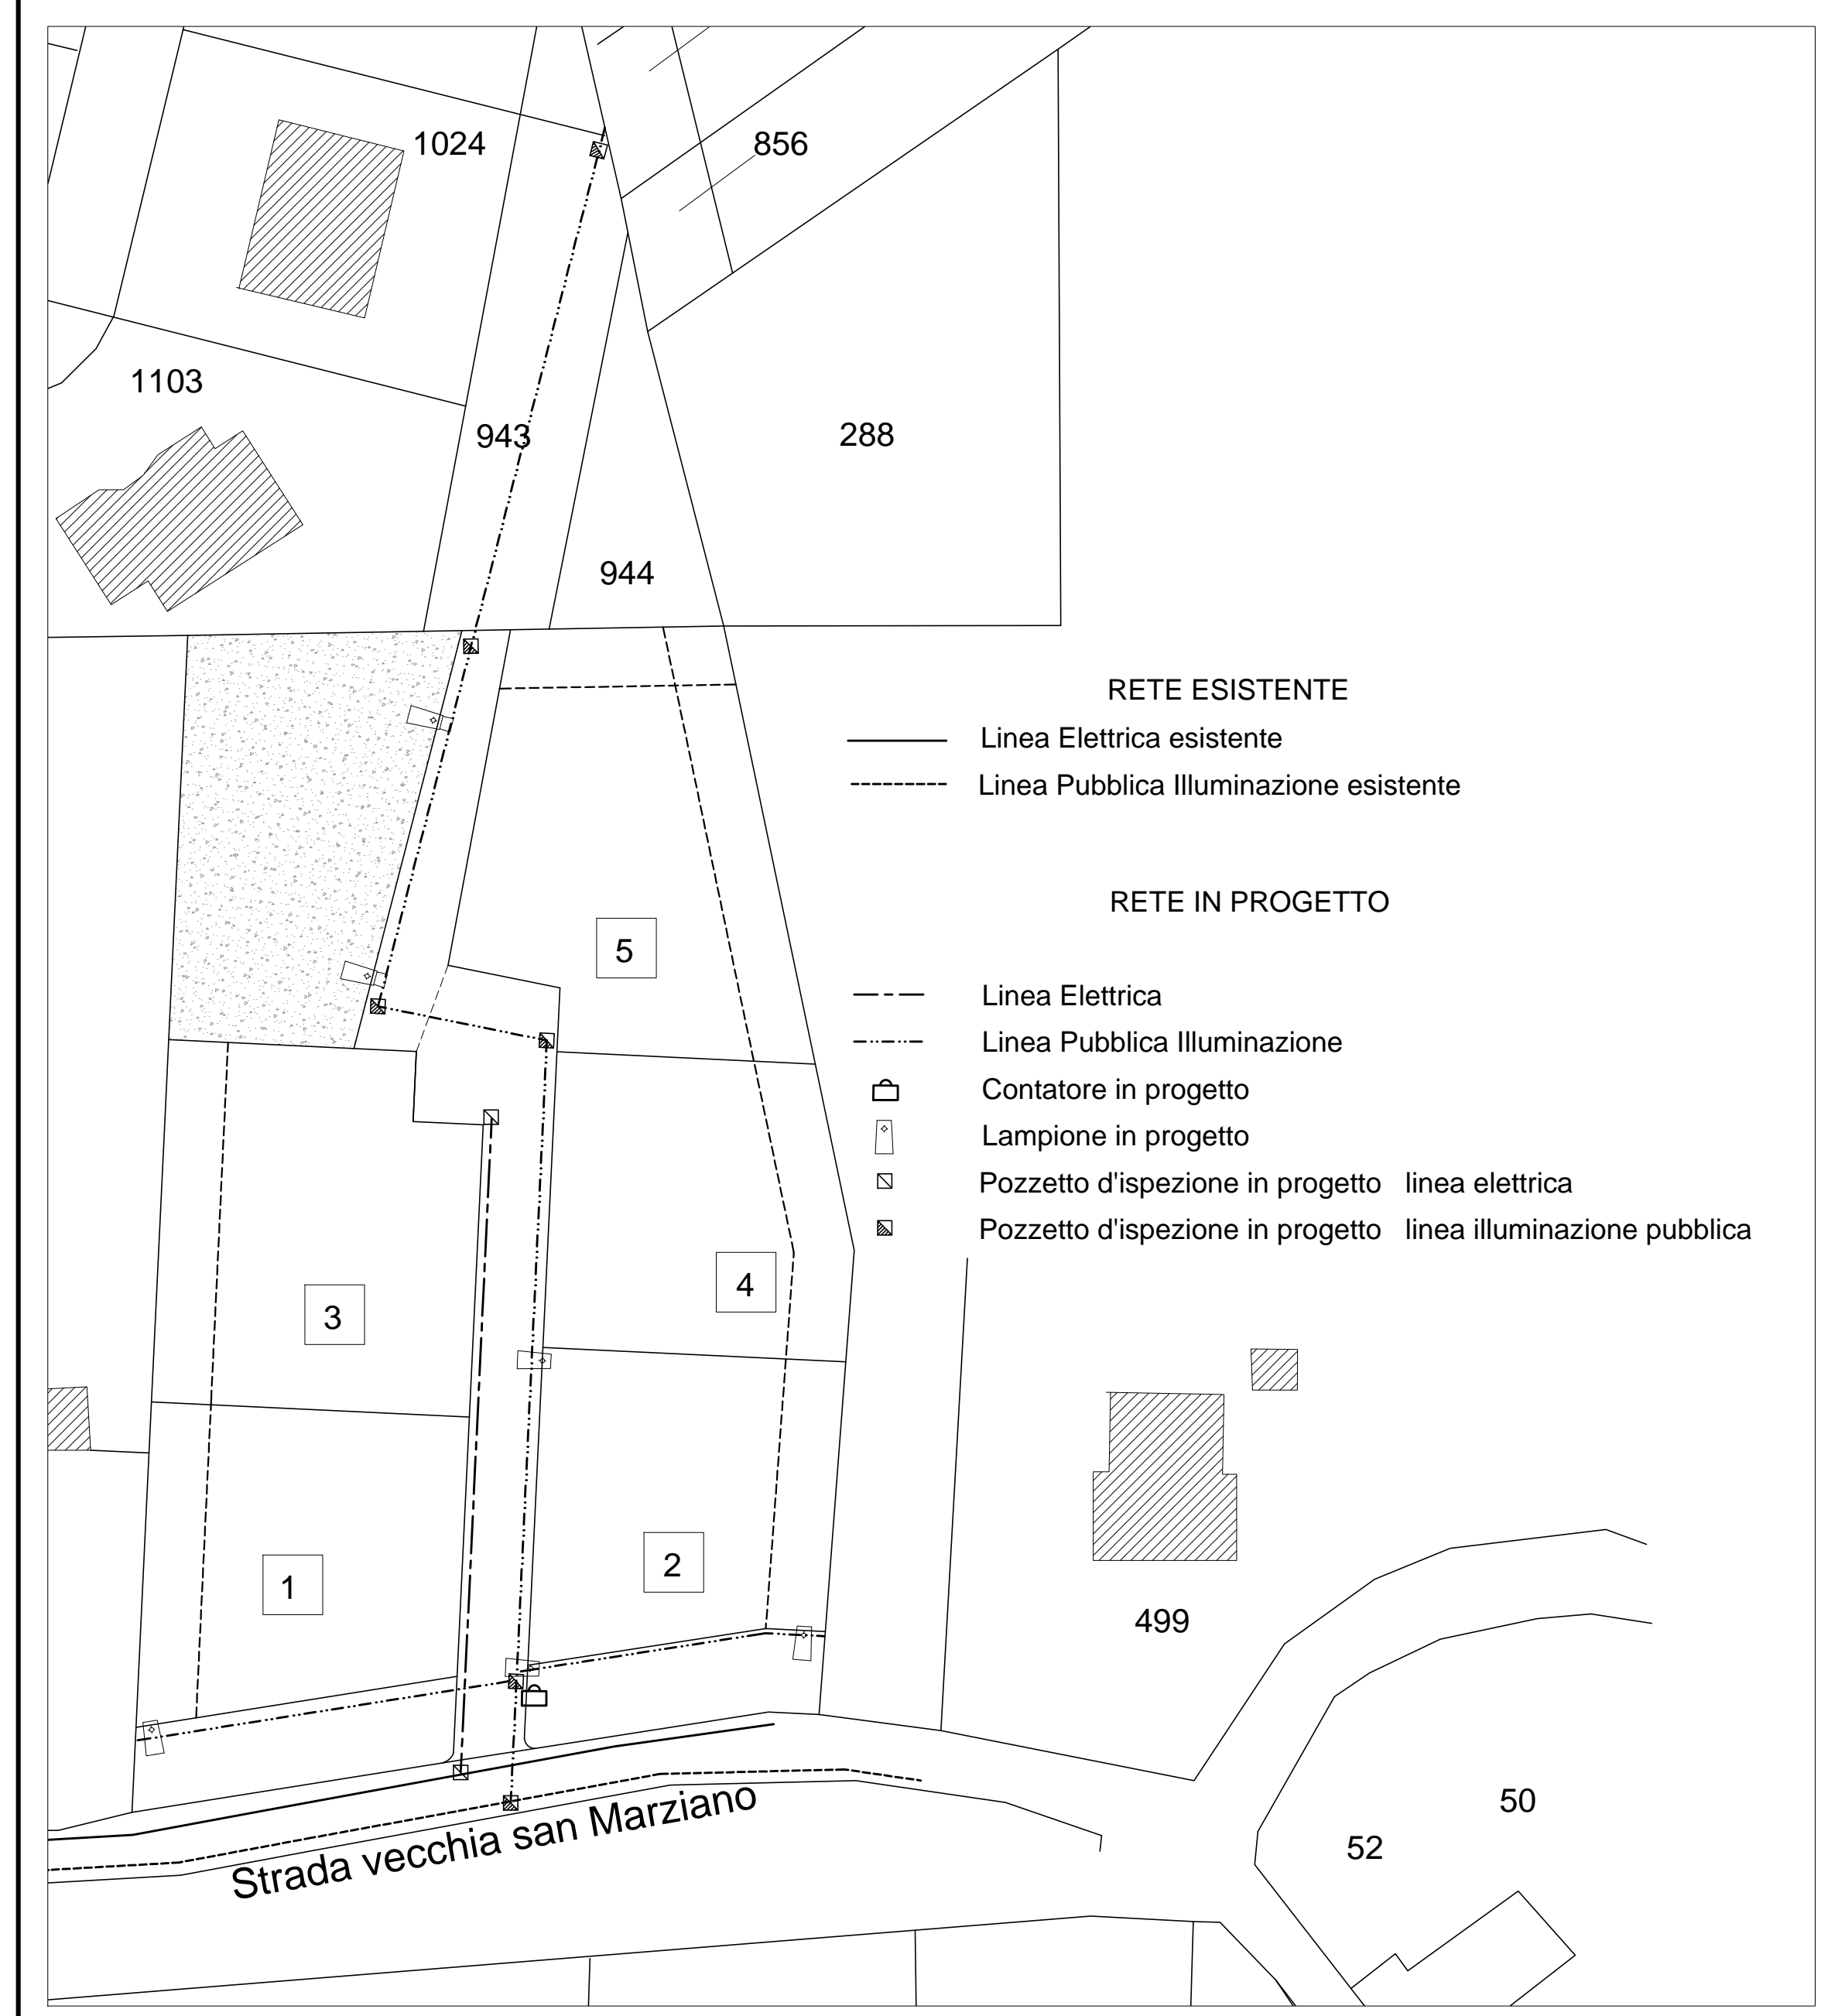 1024
856
1103
943
288
944
RETE ESISTENTE
Linea Elettrica esistente
Linea Pubblica Illuminazione esistente
RETE IN PROGETTO
5
Linea Elettrica
Linea Pubblica Illuminazione
Contatore in progetto
Lampione in progetto
Pozzetto d'ispezione in progetto linea elettrica
Pozzetto d'ispezione in progetto linea illuminazione pubblica
4
3
2
1
499
50
52
Strada vecchia san Marziano